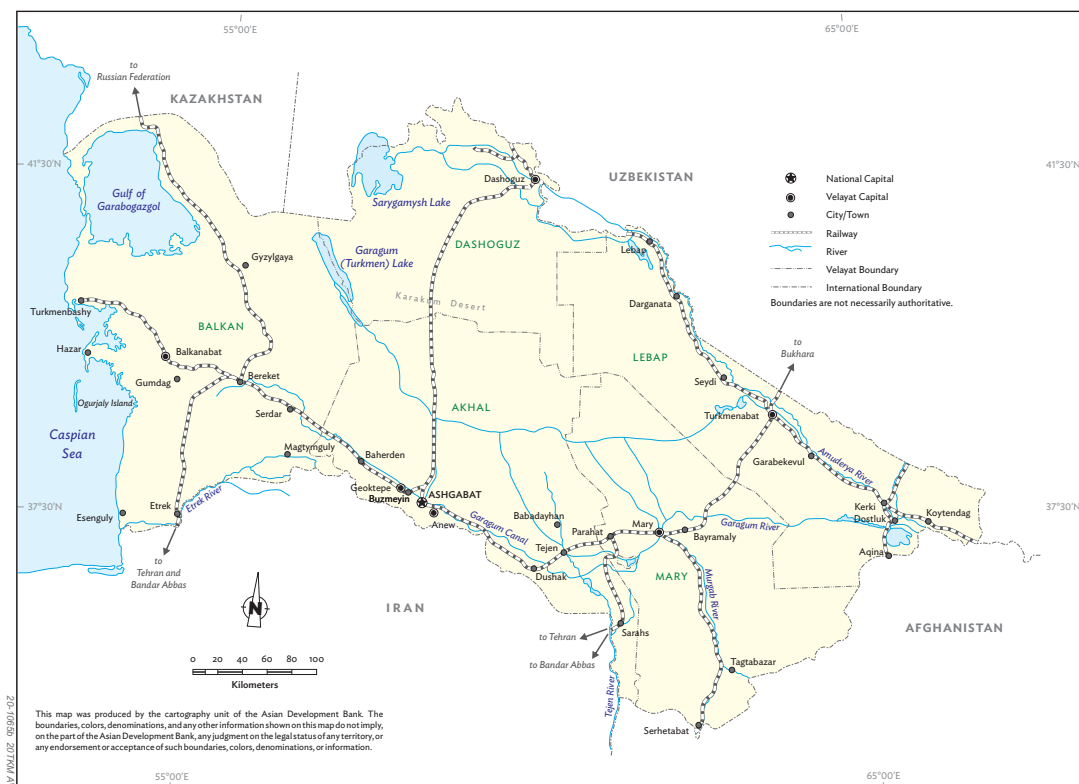 55°00'E
65°00'E
to
Russian Federation
KAZAKHSTAN
41°30'N
41°30'N
UZBEKISTAN
Dashoguz
Gulf of
Garabogazgol
Sarygamysh Lake
National Capital
Velayat Capital
City/Town
Railway
River
Velayat Boundary
International Boundary
Boundaries are not necessarily authoritative.
DASHOGUZ
Garagum
(Turkmen) Lake
Lebap
Gyzylgaya
Karakum Desert
Darganata
Turkmenbashy
BALKAN
to
Bukhara
Hazar
Balkanabat
LEBAP
Gumdag
Bereket
Seydi
Ogurjaly Island
AKHAL
Serdar
Turkmenabat
Caspian
Sea
Magtymguly
Baherden
Garabekevul
Amuderya River
Geoktepe
Buzmeyin
ASHGABAT
Etrek River
37°30'N
Etrek
Esenguly
Anew
Garagum Canal
Babadayhan
Parahat
Mary
Garagum River
Bayramaly
Kerki
Dostluk
Koytendag
37°30'N
Tejen
Aqina
to
Tehran and
Bandar Abbas
Dushak
MARY
Murgab River
N
IRAN
AFGHANISTAN
to Tehran
Sarahs
to Bandar Abbas
0 20 40 60 80 100
Kilometers
Tagtabazar
Tejen River
Serhetabat
This map was produced by the cartography unit of the Asian Development Bank. The
boundaries, colors, denominations, and any other information shown on this map do not imply,
on the part of the Asian Development Bank, any judgment on the legal status of any territory, or
any endorsement or acceptance of such boundaries, colors, denominations, or information.
55°00'E
65°00'E